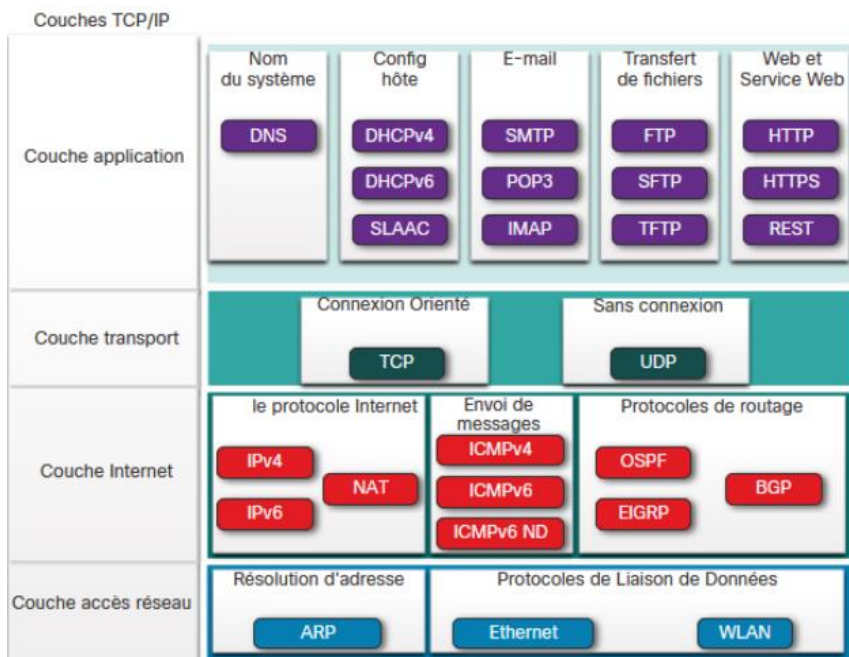 Couches TCP/IP
Couche application
Nom
du système
DNS
Config
hôte
DHCPv4
DHCPv6
SLAAC
E-mail
SMTP
POP3
IMAP
Transfert
de fichiers
FTP
SFTP
TFTP
Web et
Service Web
HTTP
HTTPS
REST
Couche transport
Connexion Orienté
TCP
Sans connexion
UDP
Couche Internet
le protocole Internet
IPv4
NAT
IPv6
Envoi de
messages
ICMPv4
ICMPv6
ICMPv6 ND
Protocoles de routage
OSPF
BGP
EIGRP
Couche accès réseau
Résolution d'adresse
ARP
Protocoles de Liaison de Données
Ethernet
WLAN